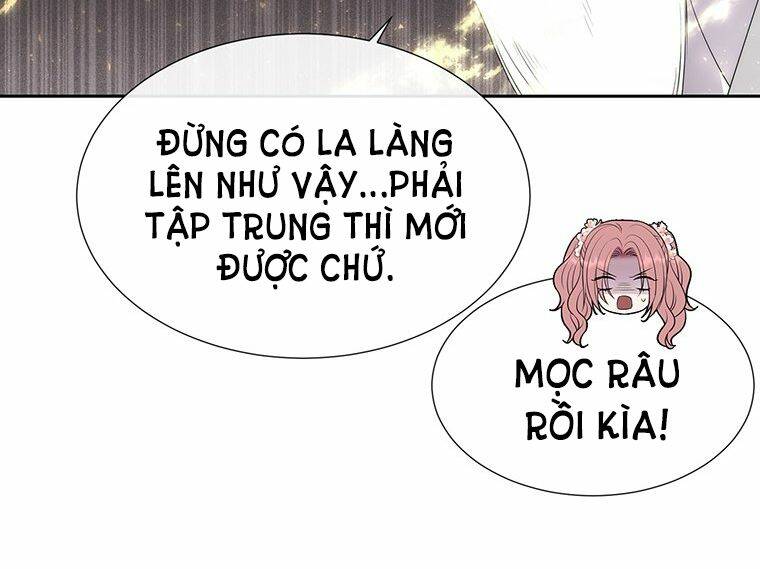 ĐỪNG CÓ LA LÀNG
LÊN NHƯ VẬY...PHẢI
TẬP TRUNG THÌ MỚI
ĐƯỢC CHỨ.
MỌC RÂU
RỒI KÌA!